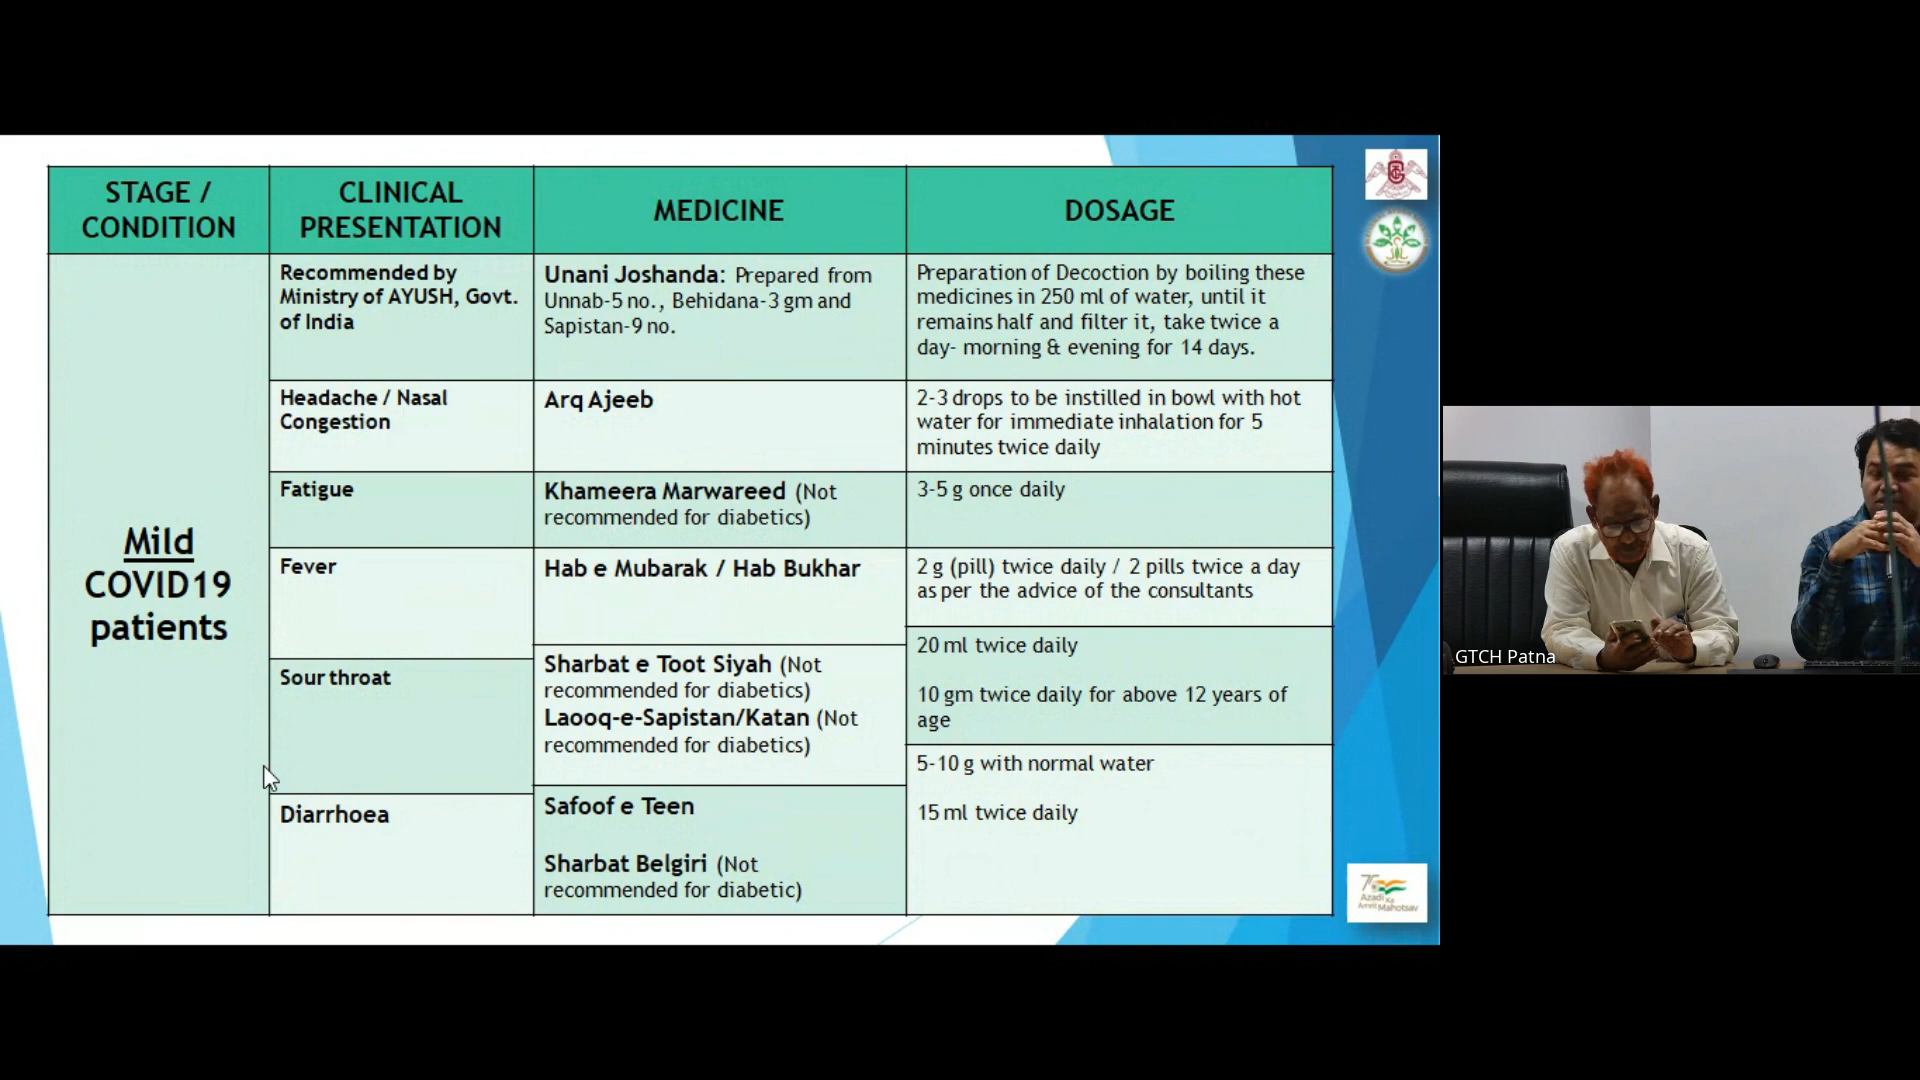 STAGE /
CONDITION
CLINICAL
PRESENTATION
MEDICINE
DOSAGE
Mild
COVID19
patients
Recommended by
Ministry of AYUSH, Govt.
of India
Unani Joshanda: Prepared from
Unnab-5 no., Behidana-3 gm and
Sapistan-9 no.
Preparation of Decoction by boiling these
medicines in 250 ml of water, until it
remains half and filter it, take twice a
day- morning & evening for 14 days.
Headache / Nasal
Congestion
Arq Ajeeb
2-3 drops to be instilled in bowl with hot
water for immediate inhalation for 5
minutes twice daily
Fatigue
Khameera Marwareed (Not
recommended for diabetics)
3-5 g once daily
Fever
Hab e Mubarak / Hab Bukhar
2 g (pill) twice daily / 2 pills twice a day
as per the advice of the consultants
Sour throat
Sharbat e Toot Siyah (Not
recommended for diabetics)
Laooq-e-Sapistan/Katan (Not
recommended for diabetics)
20 ml twice daily
10 gm twice daily for above 12 years of
age
Diarrhoea
Safoof e Teen
Sharbat Belgiri (Not
recommended for diabetic)
5-10 g with normal water
15 ml twice daily
Azadi Ka
Amrit Mahotsav
GTCH Patna